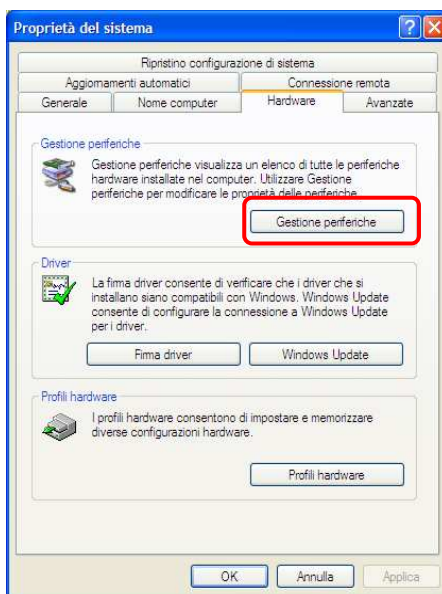 Proprietà del sistema
Ripristino configurazione di sistema
Aggiornamenti automatici
Connessione remota
Generale
Nome computer
Hardware
Avanzate
Gestione periferiche
Gestione periferiche visualizza un elenco di tutte le periferiche
hardware installate nel computer. Utilizzare Gestione
periferiche per modificare le proprietà delle periferiche.
Gestione periferiche
Driver
La firma driver consente di verificare che i driver che si
installano siano compatibili con Windows. Windows Update
consente di configurare la connessione a Windows Update
per i driver.
Firma driver
Windows Update
Profili hardware
I profili hardware consentono di impostare e memorizzare
diverse configurazioni hardware.
Profili hardware
OK
Annulla
Applica